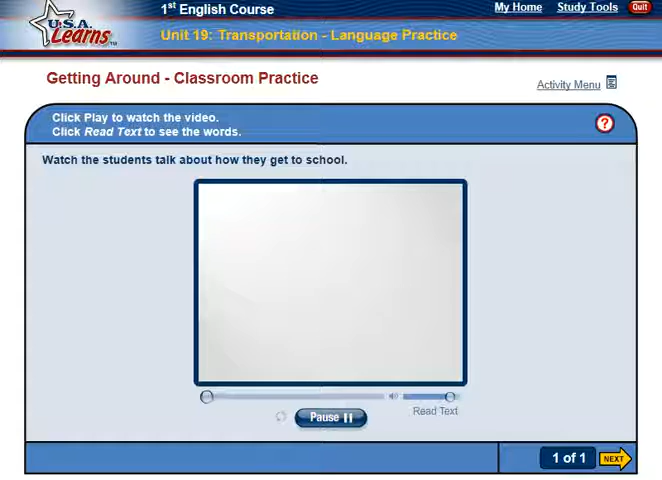 U.S.A.
Learns™
1st English Course
My Home Study Tools Quit
Unit 19: Transportation - Language Practice
Getting Around - Classroom Practice
Activity Menu
Click Play to watch the video.
Click Read Text to see the words.
?
Watch the students talk about how they get to school.
Pause
Read Text
1 of 1 NEXT